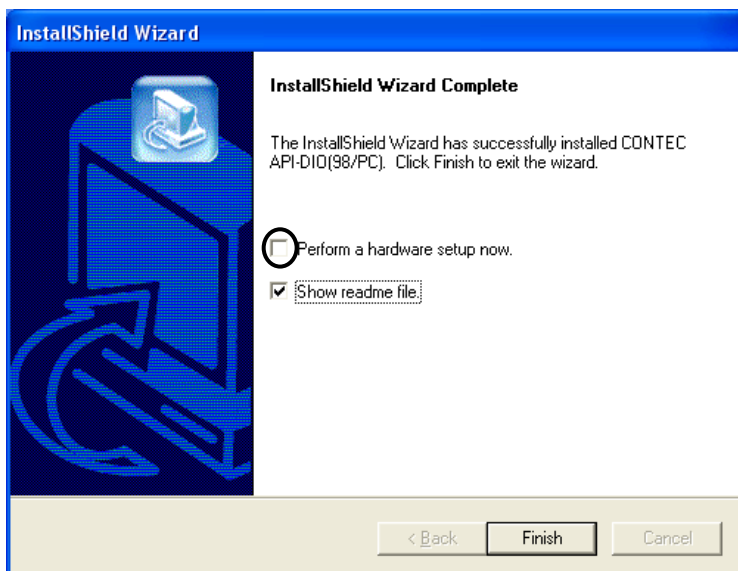 InstallShield Wizard
InstallShield Wizard Complete
The InstallShield Wizard has successfully installed CONTEC
API-DIO(98/PC). Click Finish to exit the wizard.
Perform a hardware setup now.
Show readme file.
< Back
Finish
Cancel